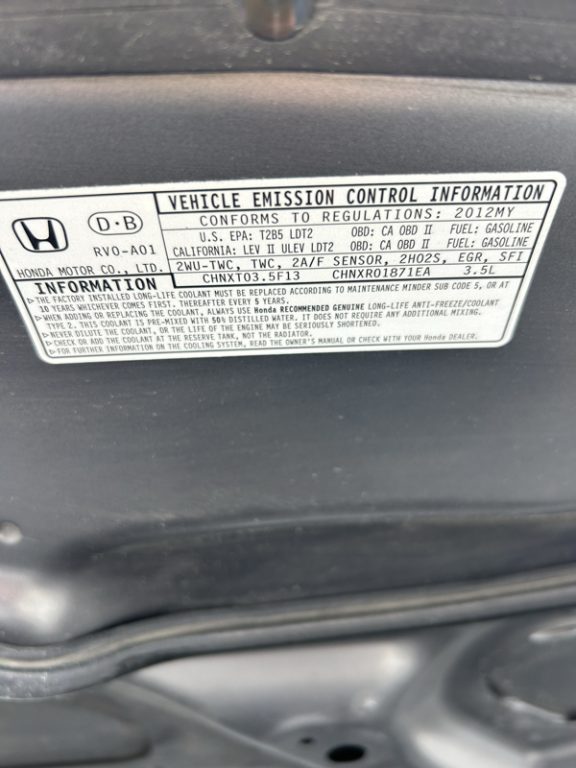 VEHICLE EMISSION CONTROL INFORMATION
D·B
CONFORMS TO REGULATIONS: 2012MY
RV0-A01
U.S. EPA: T2B5 LDT2 OBD: CA OBD II FUEL: GASOLINE
CALIFORNIA: LEV II ULEV LDT2 OBD: CA OBD II FUEL: GASOLINE
HONDA MOTOR CO., LTD.
2WU-TWC, TWC, 2A/F SENSOR, 2HO2S, EGR, SFI
CHNXT03.5F13 CHNXR01871EA 3.5L
INFORMATION
▷THE FACTORY INSTALLED LONG-LIFE COOLANT MUST BE REPLACED ACCORDING TO MAINTENANCE MINDER SUB CODE 5, OR AT
10 YEARS WHICHEVER COMES FIRST. THEREAFTER EVERY 5 YEARS.
▷WHEN ADDING OR REPLACING THE COOLANT, ALWAYS USE Honda RECOMMENDED GENUINE LONG-LIFE ANTI-FREEZE/COOLANT
TYPE 2. THIS COOLANT IS PRE-MIXED WITH 50% DISTILLED WATER. IT DOES NOT REQUIRE ANY ADDITIONAL MIXING.
▷NEVER DILUTE THE COOLANT, OR THE LIFE OF THE ENGINE MAY BE SERIOUSLY SHORTENED.
▷CHECK OR ADD THE COOLANT AT THE RESERVE TANK, NOT THE RADIATOR.
▷FOR FURTHER INFORMATION ON THE COOLING SYSTEM, READ THE OWNER'S MANUAL OR CHECK WITH YOUR Honda DEALER.